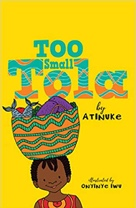 TOO
Small
Tola
by
ATINUKE
illustrated by
ONYINYE IWU